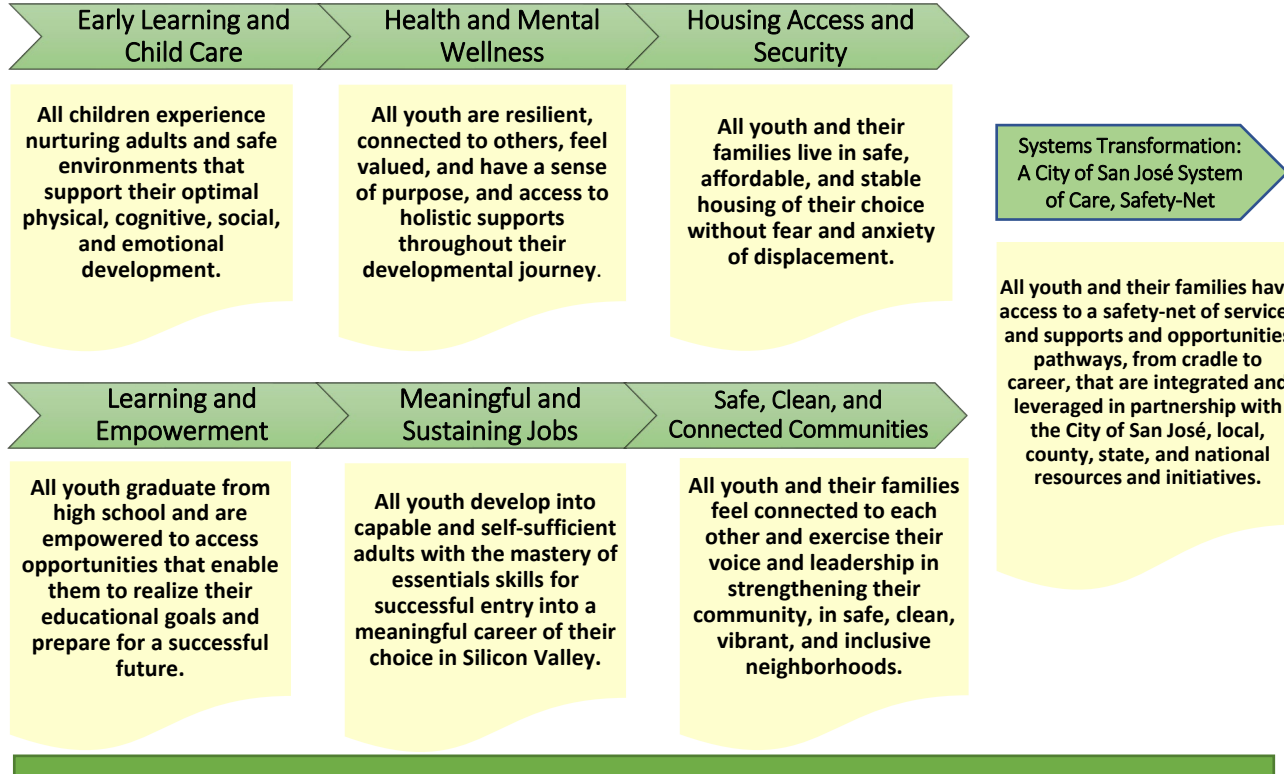 Early Learning and
Child Care
Health and Mental
Wellness
Housing Access and
Security
All children experience
nurturing adults and safe
environments that
support their optimal
physical, cognitive, social,
and emotional
development.
All youth are resilient,
connected to others, feel
valued, and have a sense
of purpose, and access to
holistic supports
throughout their
developmental journey.
All youth and their
families live in safe,
affordable, and stable
housing of their choice
without fear and anxiety
of displacement.
Systems Transformation:
A City of San José System
of Care, Safety-Net
All youth and their families hav
access to a safety-net of service
and supports and opportunities
pathways, from cradle to
career, that are integrated and
leveraged in partnership with
the City of San José, local,
county, state, and national
resources and initiatives.
Learning and
Empowerment
Meaningful and
Sustaining Jobs
Safe, Clean, and
Connected Communities
All youth graduate from
high school and are
empowered to access
opportunities that enable
them to realize their
educational goals and
prepare for a successful
future.
All youth develop into
capable and self-sufficient
adults with the mastery of
essentials skills for
successful entry into a
meaningful career of their
choice in Silicon Valley.
All youth and their families
feel connected to each
other and exercise their
voice and leadership in
strengthening their
community, in safe, clean,
vibrant, and inclusive
neighborhoods.